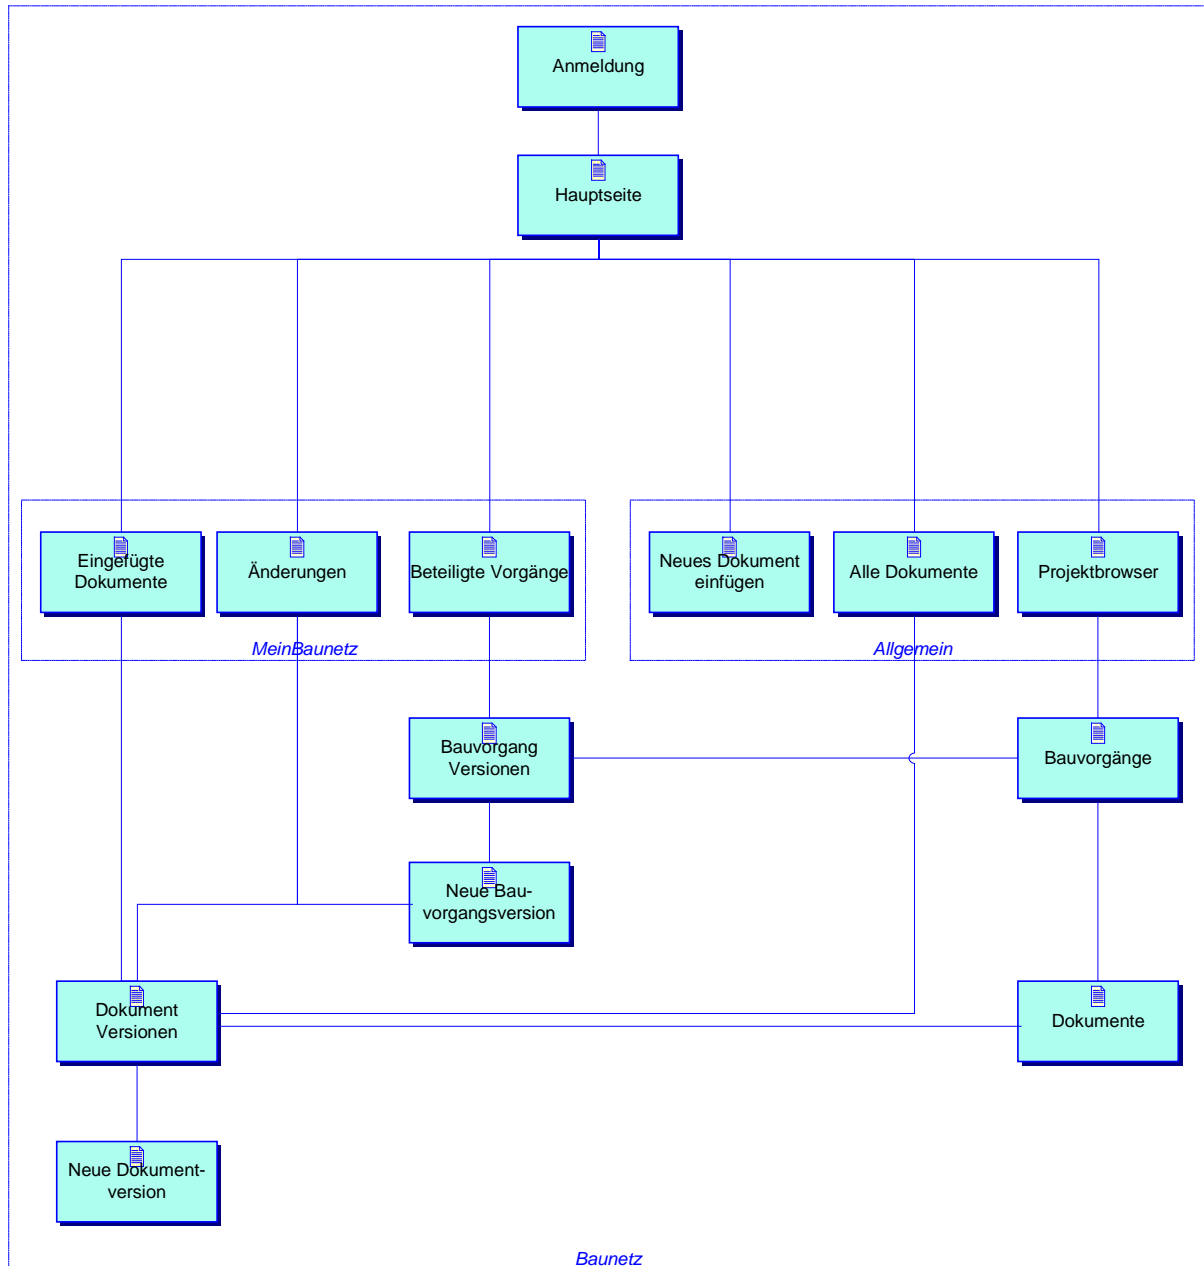 Anmeldung
Hauptseite
Eingefügte
Dokumente
Änderungen
Beteiligte Vorgänge
MeinBaunetz
Neues Dokument
einfügen
Alle Dokumente
Projektbrowser
Allgemein
Bauvorgang
Versionen
Bauvorgänge
Neue Bau-
vorgangsversion
Dokument
Versionen
Dokumente
Neue Dokument-
version
Baunetz